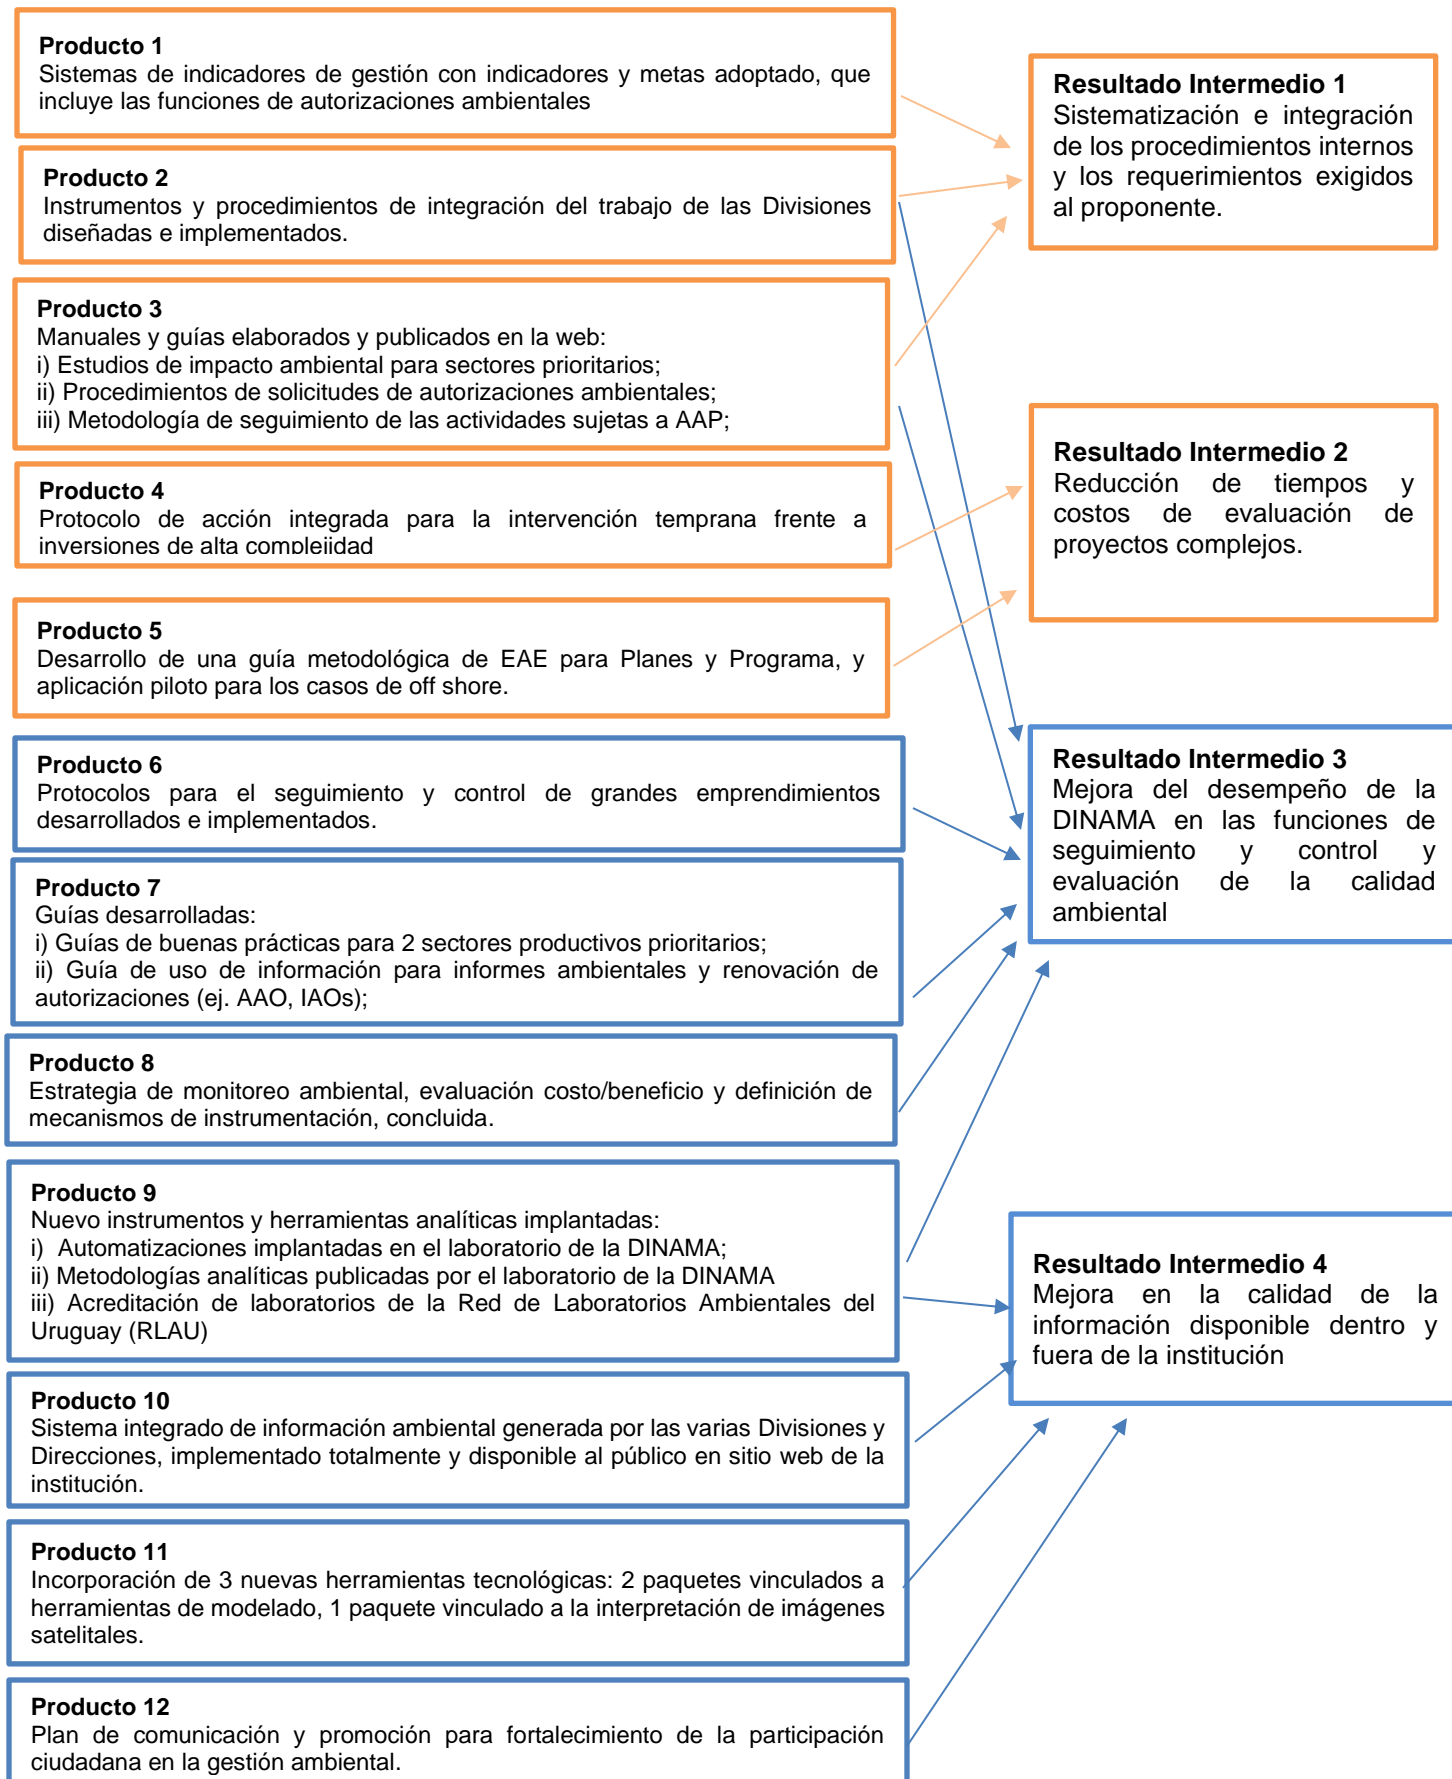 Producto 1
Sistemas de indicadores de gestión con indicadores y metas adoptado, que
incluye las funciones de autorizaciones ambientales
Producto 2
Instrumentos y procedimientos de integración del trabajo de las Divisiones
diseñadas e implementados.
Producto 3
Manuales y guías elaborados y publicados en la web:
i) Estudios de impacto ambiental para sectores prioritarios;
ii) Procedimientos de solicitudes de autorizaciones ambientales;
iii) Metodología de seguimiento de las actividades sujetas a AAP;
Producto 4
Protocolo de acción integrada para la intervención temprana frente a
inversiones de alta complejidad
Producto 5
Desarrollo de una guía metodológica de EAE para Planes y Programa, y
aplicación piloto para los casos de off shore.
Producto 6
Protocolos para el seguimiento y control de grandes emprendimientos
desarrollados e implementados.
Producto 7
Guías desarrolladas:
i) Guías de buenas prácticas para 2 sectores productivos prioritarios;
ii) Guía de uso de información para informes ambientales y renovación de
autorizaciones (ej. AAO, IAOs);
Producto 8
Estrategia de monitoreo ambiental, evaluación costo/beneficio y definición de
mecanismos de instrumentación, concluida.
Producto 9
Nuevo instrumentos y herramientas analíticas implantadas:
i) Automatizaciones implantadas en el laboratorio de la DINAMA;
ii) Metodologías analíticas publicadas por el laboratorio de la DINAMA
iii) Acreditación de laboratorios de la Red de Laboratorios Ambientales del
Uruguay (RLAU)
Producto 10
Sistema integrado de información ambiental generada por las varias Divisiones y
Direcciones, implementado totalmente y disponible al público en sitio web de la
institución.
Producto 11
Incorporación de 3 nuevas herramientas tecnológicas: 2 paquetes vinculados a
herramientas de modelado, 1 paquete vinculado a la interpretación de imágenes
satelitales.
Producto 12
Plan de comunicación y promoción para fortalecimiento de la participación
ciudadana en la gestión ambiental.
Resultado Intermedio 1
Sistematización e integración
de los procedimientos internos
y los requerimientos exigidos
al proponente.
Resultado Intermedio 2
Reducción de tiempos y
costos de evaluación de
proyectos complejos.
Resultado Intermedio 3
Mejora del desempeño de la
DINAMA en las funciones de
seguimiento y control y
evaluación de la calidad
ambiental
Resultado Intermedio 4
Mejora en la calidad de la
información disponible dentro y
fuera de la institución